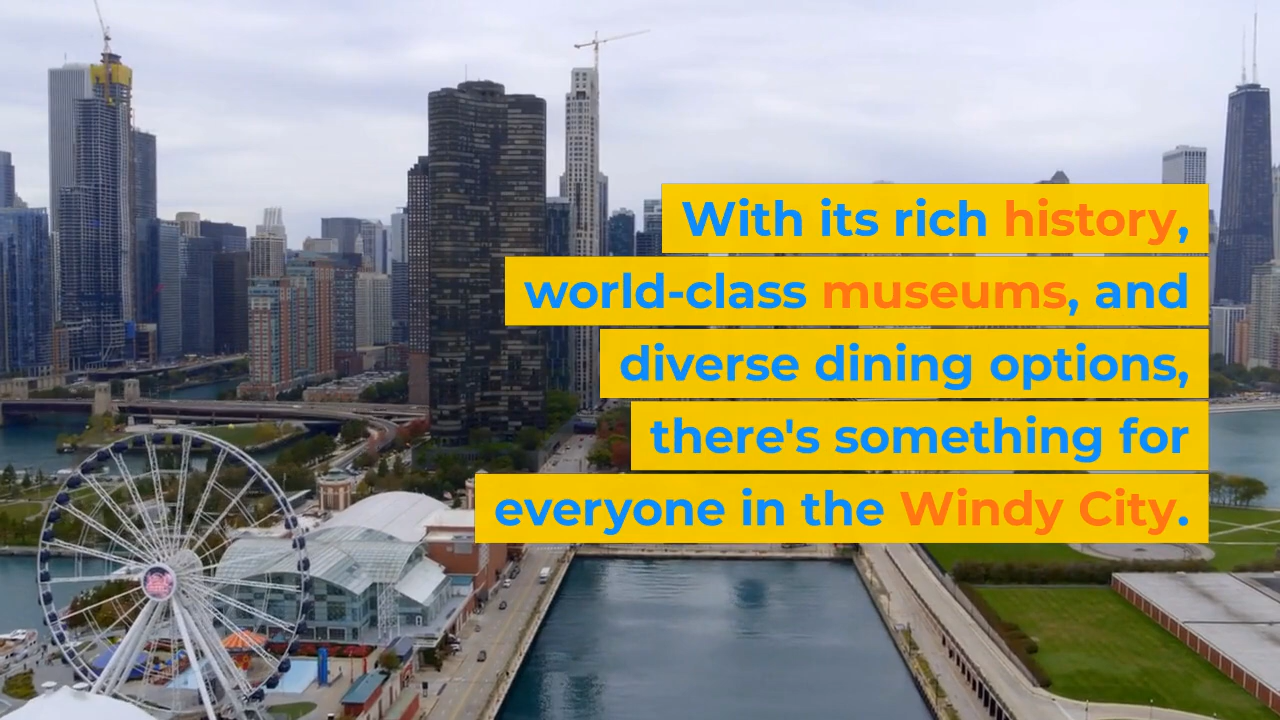 With its rich history,
world-class museums, and
diverse dining options,
there's something for
everyone in the Windy City.